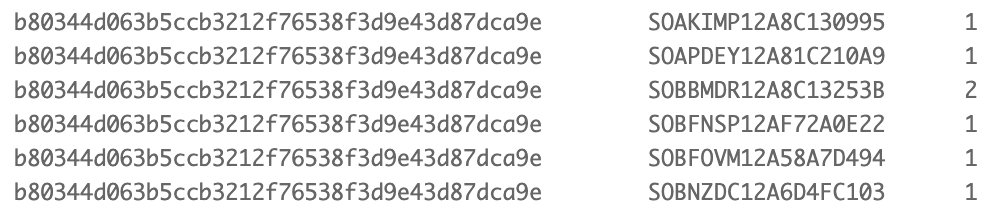 b80344d063b5ccb3212f76538f3d9e43d87dca9e SOAKIMP12A8C130995 1
b80344d063b5ccb3212f76538f3d9e43d87dca9e SOAPDEY12A81C210A9 1
b80344d063b5ccb3212f76538f3d9e43d87dca9e SOBBMDR12A8C13253B 2
b80344d063b5ccb3212f76538f3d9e43d87dca9e SOBFNSP12AF72A0E22 1
b80344d063b5ccb3212f76538f3d9e43d87dca9e SOBFOVM12A58A7D494 1
b80344d063b5ccb3212f76538f3d9e43d87dca9e SOBNZDC12A6D4FC103 1